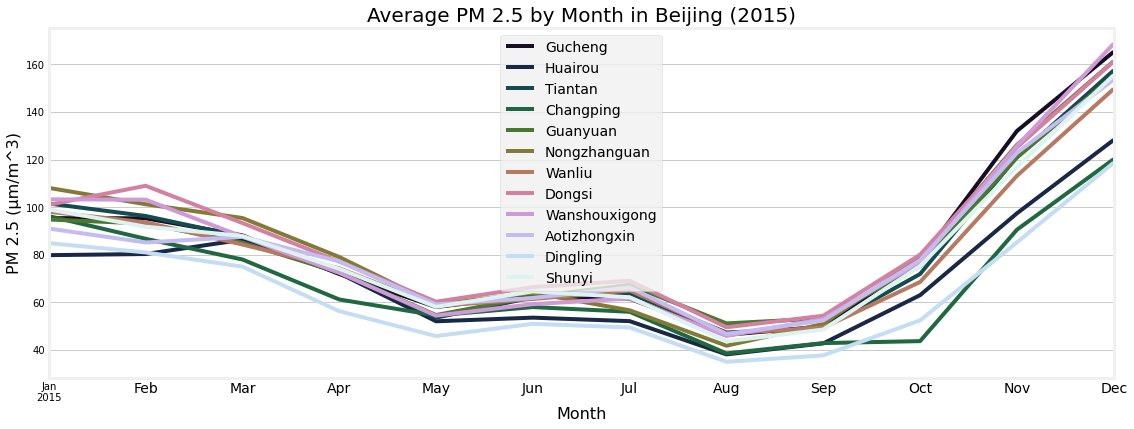 Average PM 2.5 by Month in Beijing (2015)
PM 2.5 (µm/m^3)
160
140
120
100
80
60
40
Gucheng
Huairou
Tiantan
Changping
Guanyuan
Nongzhanguan
Wanliu
Dongsi
Wanshouxigong
Aotizhongxin
Dingling
Shunyi
Jan Feb Mar Apr May Jun Jul Aug Sep Oct Nov Dec
2015
Month